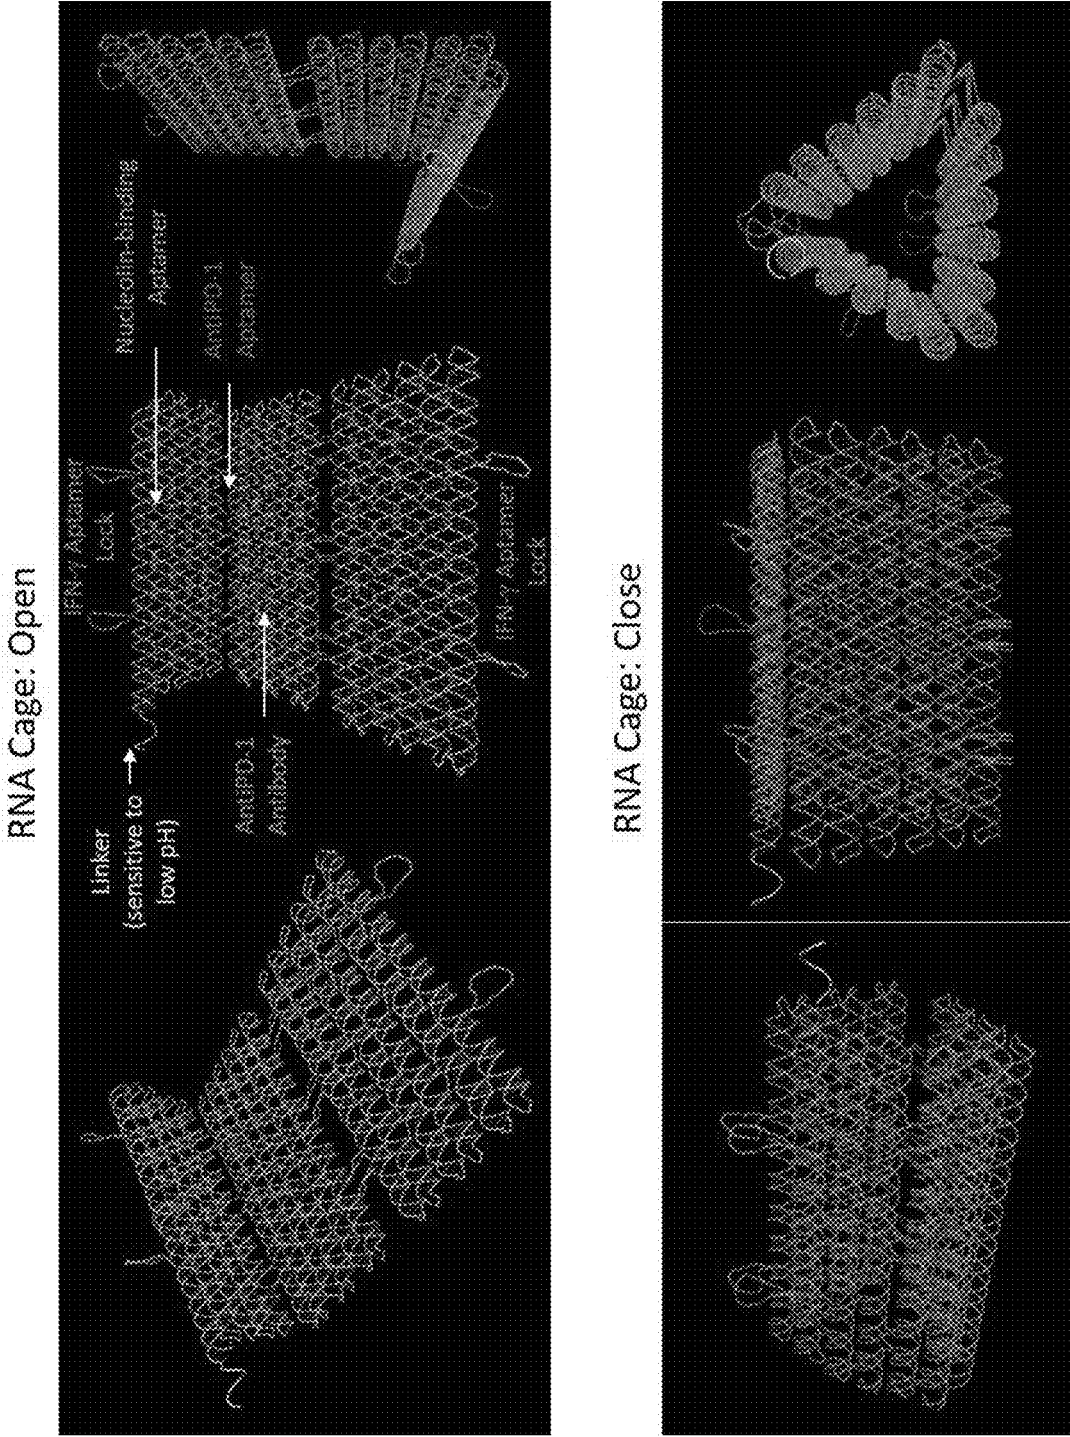 RNA Cage: Open
Linker
(sensitive to
low pH)
IFN-γ Aptamer
Lock
Nucleolin-binding
Aptamer
AntiPD-1
Aptamer
AntiPD-1
Antibody
IFN-γ Aptamer
Lock
RNA Cage: Close